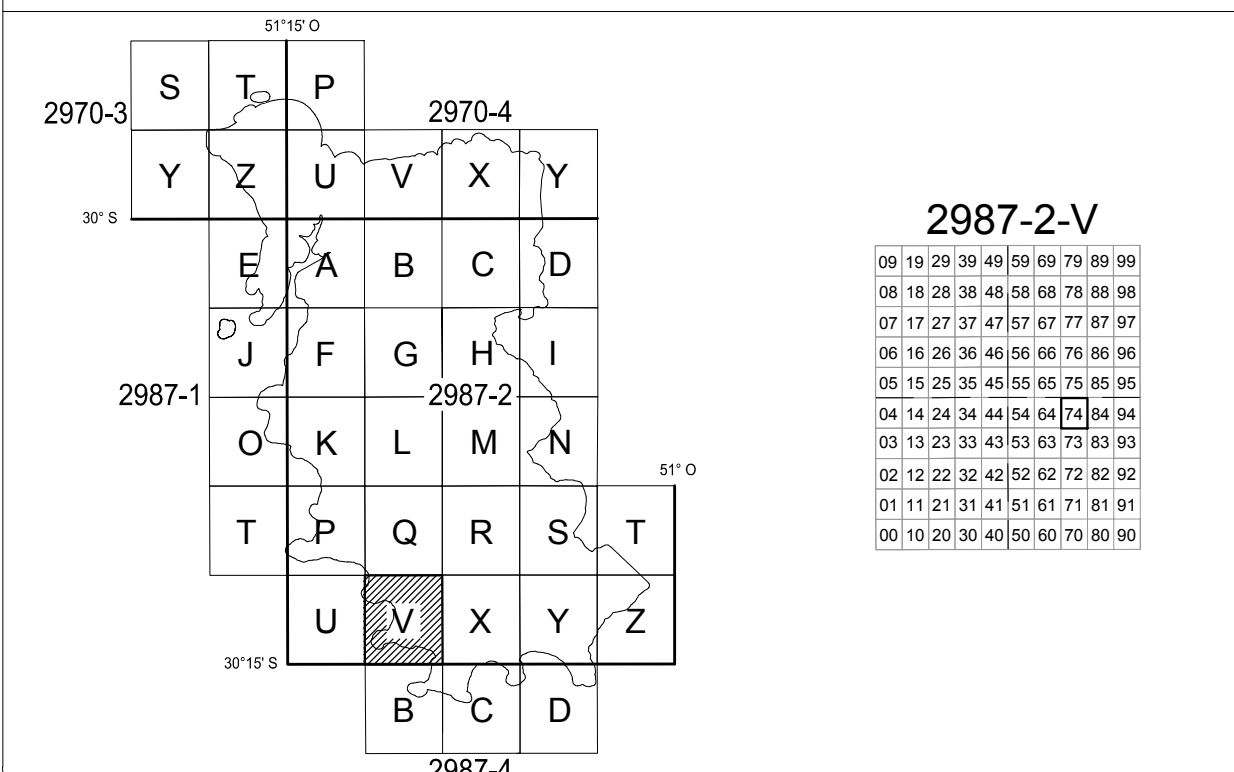 51°15' O
S T P
2970-3
2970-4
Y Z U V X Y
30° S
E A B C D
J F G H I
2987-1
2987-2
O K L M N
51° O
T P Q R S T
U V X Y Z
30°15' S
B C D
2987-4
2987-2-V
09 19 29 39 49 59 69 79 89 99
08 18 28 38 48 58 68 78 88 98
07 17 27 37 47 57 67 77 87 97
06 16 26 36 46 56 66 76 86 96
05 15 25 35 45 55 65 75 85 95
04 14 24 34 44 54 64 74 84 94
03 13 23 33 43 53 63 73 83 93
02 12 22 32 42 52 62 72 82 92
01 11 21 31 41 51 61 71 81 91
00 10 20 30 40 50 60 70 80 90